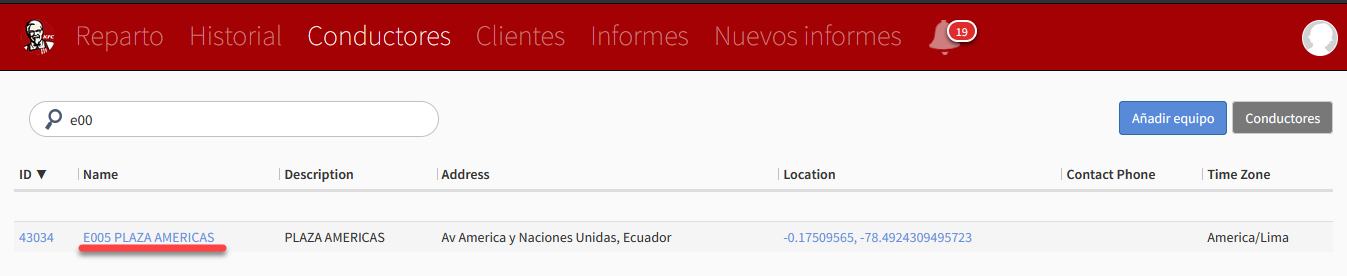 KFC Reparto Historial Conductores Clientes Informes Nuevos informes 19
e00 Añadir equipo Conductores
ID ▼ Name Description Address Location Contact Phone Time Zone
43034 E005 PLAZA AMERICAS PLAZA AMERICAS Av America y Naciones Unidas, Ecuador -0.17509565, -78.4924309495723 America/Lima